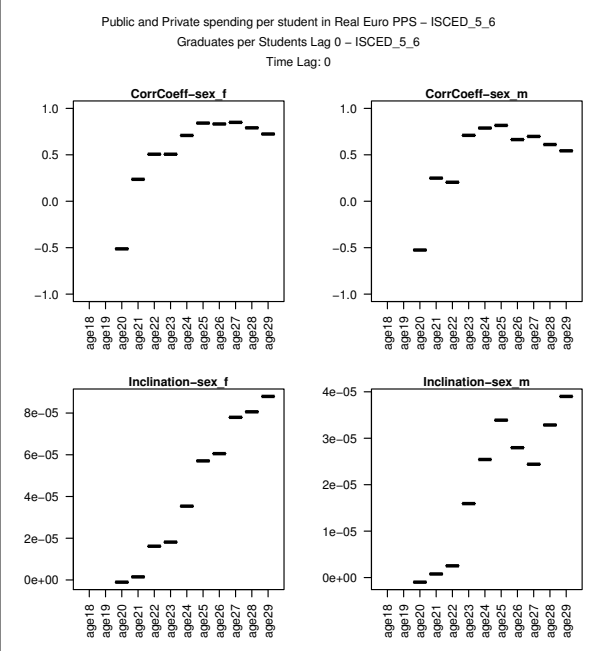 Public and Private spending per student in Real Euro PPS − ISCED_5_6
Graduates per Students Lag 0 − ISCED_5_6
Time Lag: 0
CorrCoeff−sex_f
1.0
0.5
0.0
−0.5
−1.0
age18
age19
age20
age21
age22
age23
age24
age25
age26
age27
age28
age29
CorrCoeff−sex_m
1.0
0.5
0.0
−0.5
−1.0
age18
age19
age20
age21
age22
age23
age24
age25
age26
age27
age28
age29
Inclination−sex_f
8e−05
6e−05
4e−05
2e−05
0e+00
age18
age19
age20
age21
age22
age23
age24
age25
age26
age27
age28
age29
Inclination−sex_m
4e−05
3e−05
2e−05
1e−05
0e+00
age18
age19
age20
age21
age22
age23
age24
age25
age26
age27
age28
age29